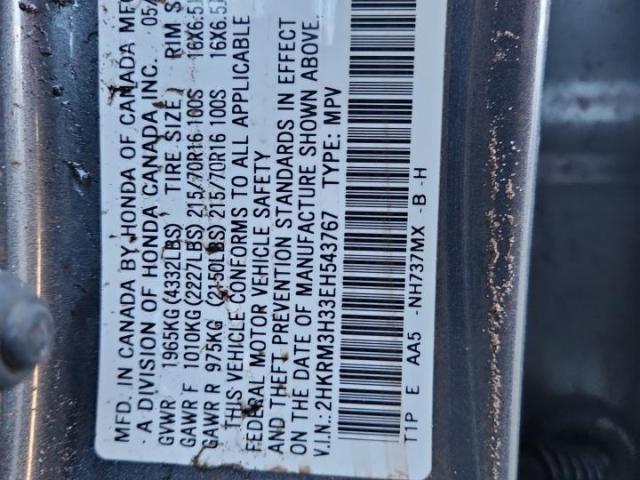 MFD. IN CANADA BY HONDA OF CANADA MFG
A DIVISION OF HONDA CANADA INC. 05/
GVWR 1965KG(4332LBS) TIRE SIZE RIM S
GAWR F 1010KG(2227LBS) 215/70R16 100S 16X6.5J
GAWR R 975KG (2150LBS) 215/70R16 100S 16X6.5J
THIS VEHICLE CONFORMS TO ALL APPLICABLE
FEDERAL MOTOR VEHICLE SAFETY
AND THEFT PREVENTION STANDARDS IN EFFECT
ON THE DATE OF MANUFACTURE SHOWN ABOVE.
V.I.N.: 2HKRM3H33EH543767 TYPE: MPV
T1P E AA5 -NH737MX -B -H